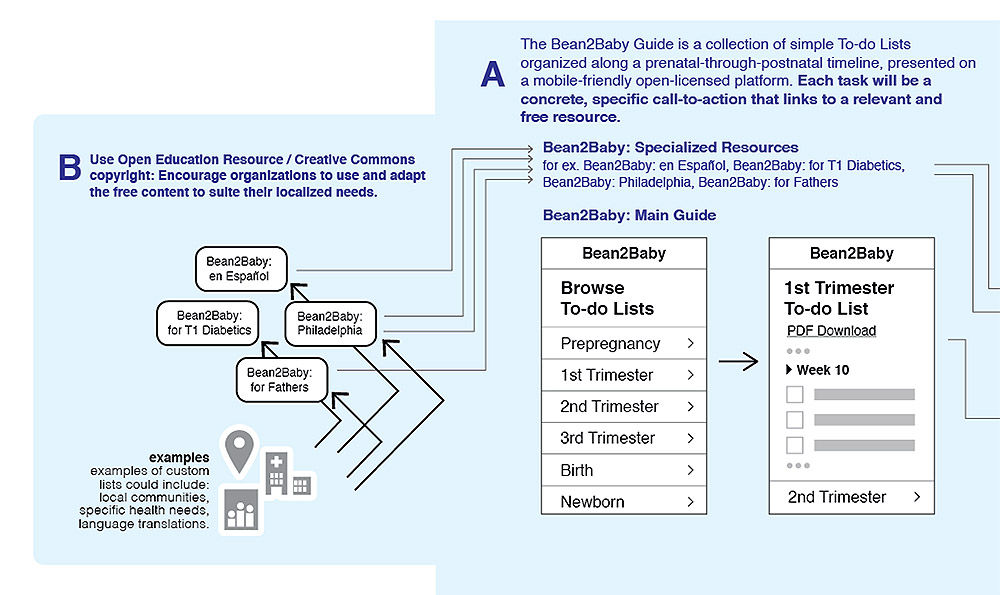 A
The Bean2Baby Guide is a collection of simple To-do Lists
organized along a prenatal-through-postnatal timeline, presented on
a mobile-friendly open-licensed platform. Each task will be a
concrete, specific call-to-action that links to a relevant and
free resource.
B
Use Open Education Resource / Creative Commons
copyright: Encourage organizations to use and adapt
the free content to suite their localized needs.
Bean2Baby: Specialized Resources
for ex. Bean2Baby: en Español, Bean2Baby: for T1 Diabetics,
Bean2Baby: Philadelphia, Bean2Baby: for Fathers
Bean2Baby: Main Guide
Bean2Baby:
en Español
Bean2Baby:
for T1 Diabetics
Bean2Baby:
Philadelphia
Bean2Baby:
for Fathers
examples
examples of custom
lists could include:
local communities,
specific health needs,
language translations.
Bean2Baby
Browse
To-do Lists
Prepregnancy
1st Trimester
2nd Trimester
3rd Trimester
Birth
Newborn
Bean2Baby
1st Trimester
To-do List
PDF Download
Week 10
2nd Trimester